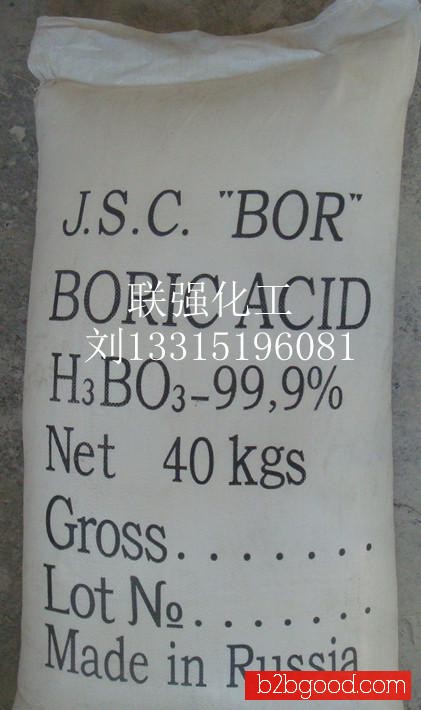 J.S.C. "BOR"
BORIC ACID
联强化工
刘13315196081
H₃BO₃-99,9%
Net 40 kgs
Gross........
Lot №........
Made in Russia
b2bgood.com